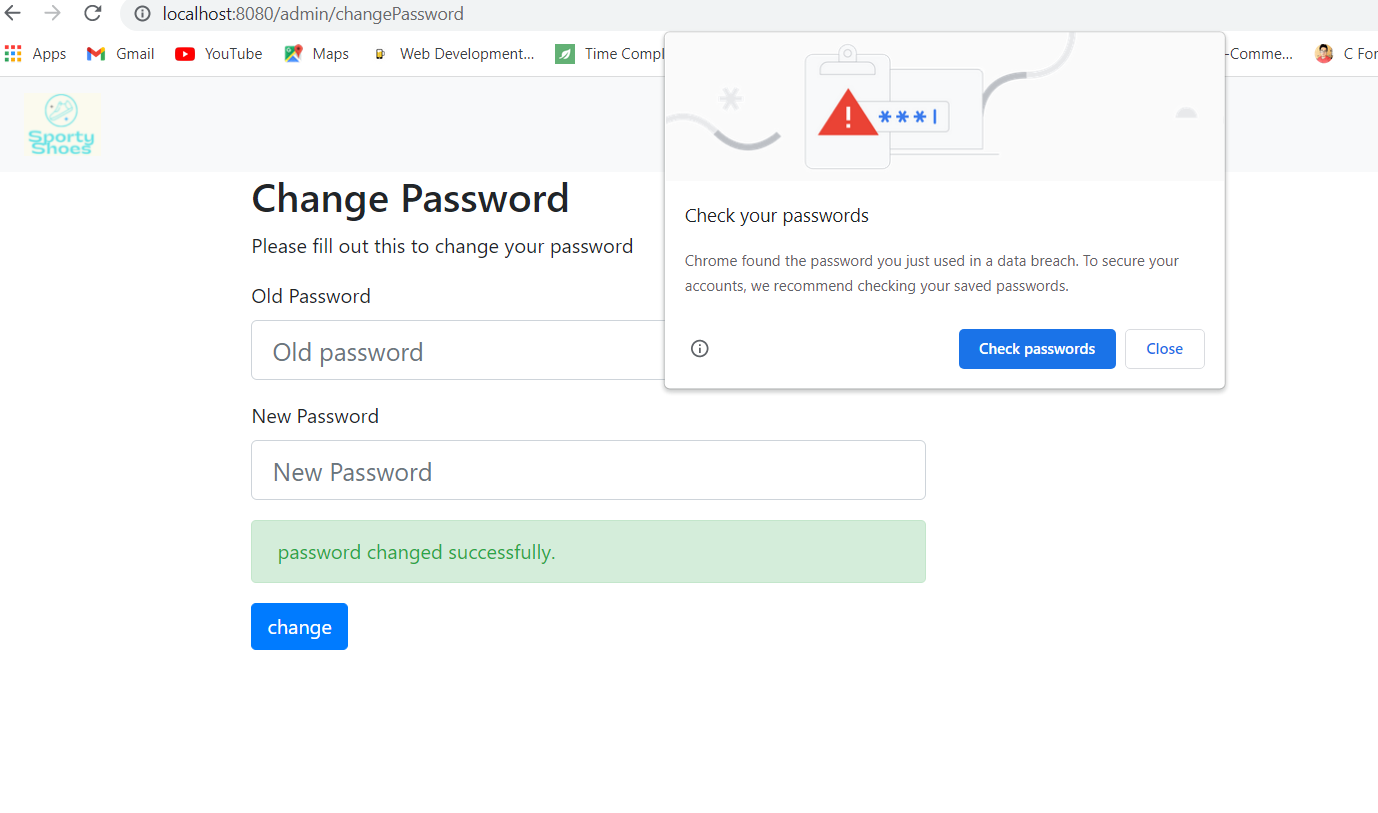 localhost:8080/admin/changePassword
Apps Gmail YouTube Maps Web Development... Time Compl -Comme... C For
Sporty
Shoes
***
Change Password
Please fill out this to change your password
Old Password
Old password
New Password
New Password
password changed successfully.
change
Check your passwords
Chrome found the password you just used in a data breach. To secure your
accounts, we recommend checking your saved passwords.
Check passwords Close